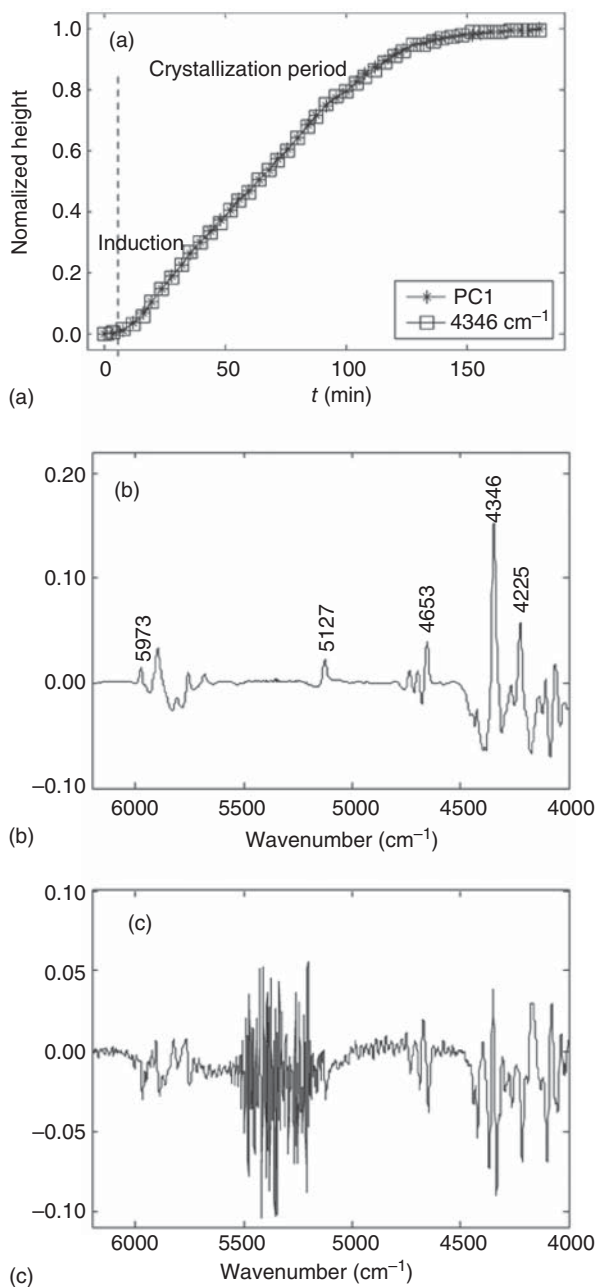 (a)
Crystallization period
Induction
Nomalized height
1.0
0.8
0.6
0.4
0.2
0.0
PC1
4346 cm⁻¹
0
50
100
150
t (min)
(a)
(b)
0.20
0.10
0.00
−0.10
5973
5127
4653
4346
4225
6000
5500
5000
4500
4000
Wavenumber (cm⁻¹)
(b)
(c)
0.10
0.05
0.00
−0.05
−0.10
6000
5500
5000
4500
4000
Wavenumber (cm⁻¹)
(c)